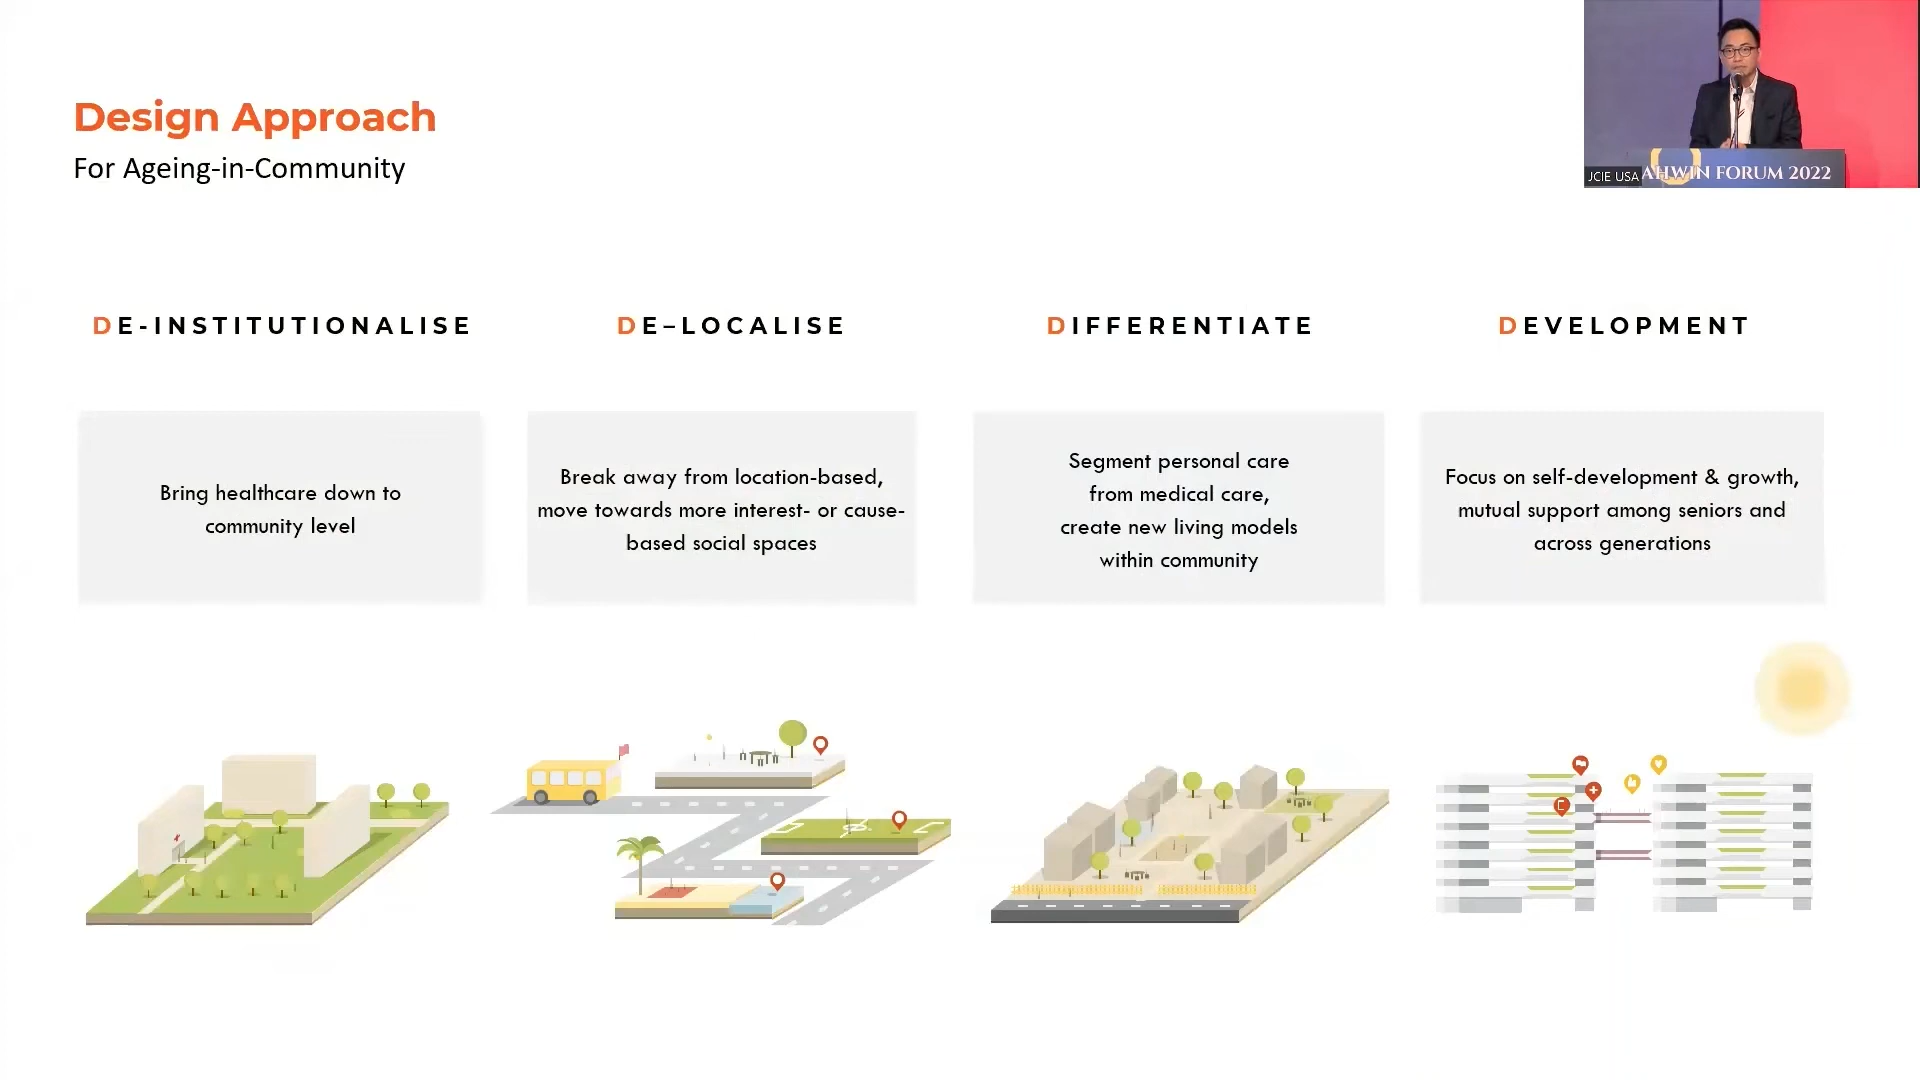 Design Approach
For Ageing-in-Community
JCIE USA
AHWIN FORUM 2022
DE-INSTITUTIONALISE
DE–LOCALISE
DIFFERENTIATE
DEVELOPMENT
Bring healthcare down to
community level
Break away from location-based,
move towards more interest- or cause-
based social spaces
Segment personal care
from medical care,
create new living models
within community
Focus on self-development & growth,
mutual support among seniors and
across generations